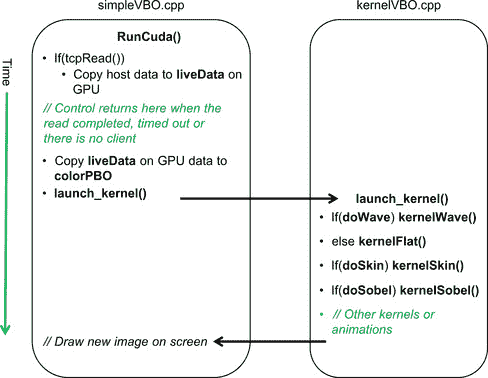 simpleVBO.cpp
kernelVBO.cpp
Time
RunCuda()
• If(tcpRead())
• Copy host data to liveData on
GPU
// Control returns here when the
read completed, timed out or
there is no client
• Copy liveData on GPU data to
colorPBO
• launch_kernel()
// Draw new image on screen
launch_kernel()
• If(doWave) kernelWave()
• else kernelFlat()
• If(doSkin) kernelSkin()
• If(doSobel) kernelSobel()
• // Other kernels or
animations